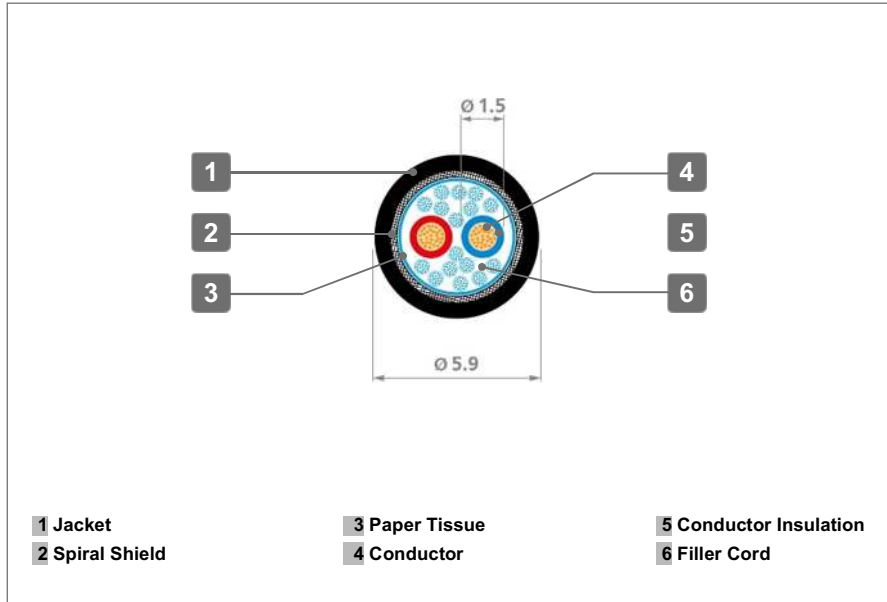 Ø 1.5
1
4
2
5
3
6
Ø 5.9
1 Jacket
3 Paper Tissue
5 Conductor Insulation
2 Spiral Shield
4 Conductor
6 Filler Cord